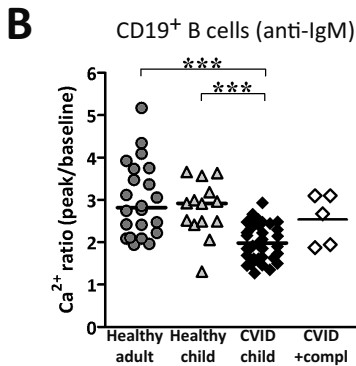 B
CD19+ B cells (anti-IgM)
***
***
Ca2+ ratio (peak/baseline)
6
5
4
3
2
1
0
Healthy adult
Healthy child
CVID child
CVID +compl